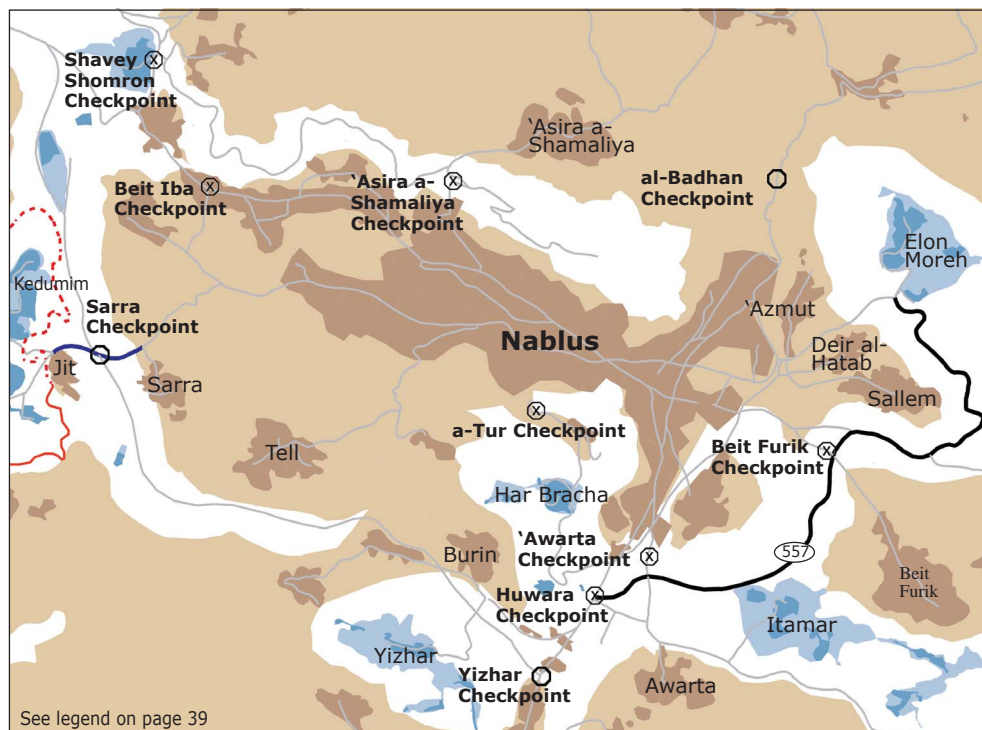 Shavey
Shomron
Checkpoint
'Asira a-
Shamaliya
Beit Iba
Checkpoint
'Asira a-
Shamaliya
Checkpoint
al-Badhan
Checkpoint
Elon
Moreh
Kedumim
Sarra
Checkpoint
'Azmut
Nablus
Deir al-
Hatab
Jit
Sarra
Sallem
a-Tur Checkpoint
Tell
Beit Furik
Checkpoint
Har Bracha
'Awarta
Checkpoint
Burin
557
Huwara
Checkpoint
Beit
Furik
Itamar
Yizhar
Yizhar
Checkpoint
Awarta
See legend on page 39